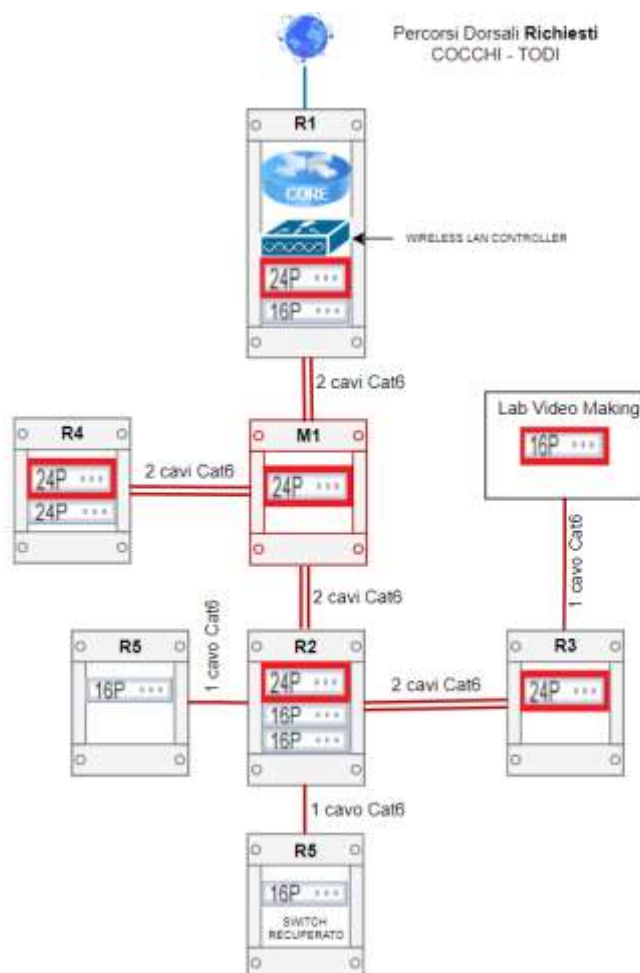 Percorsi Dorsali Richiesti
COCCHI - TODI
R1
CORE
WIRELESS LAN CONTROLLER
24P
16P
2 cavi Cat6
Lab Video Making
16P
R4
24P
24P
2 cavi Cat6
M1
24P
1 cavo Cat6
2 cavi Cat6
R5
16P
1 cavo Cat6
R2
24P
16P
16P
2 cavi Cat6
R3
24P
1 cavo Cat6
R5
16P
SWITCH
RECUPERATO